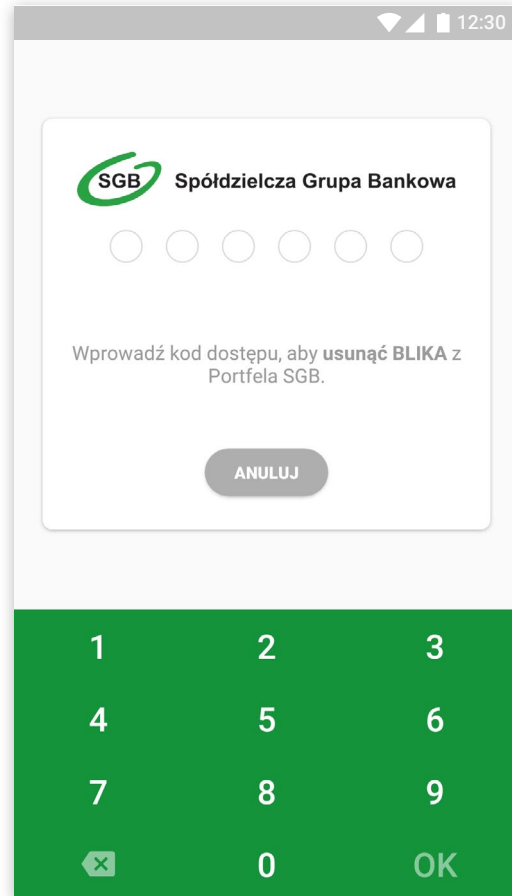 12:30
SGB Spółdzielcza Grupa Bankowa
Wprowadź kod dostępu, aby usunąć BLIKA z
Portfela SGB.
ANULUJ
1 2 3
4 5 6
7 8 9
0 OK